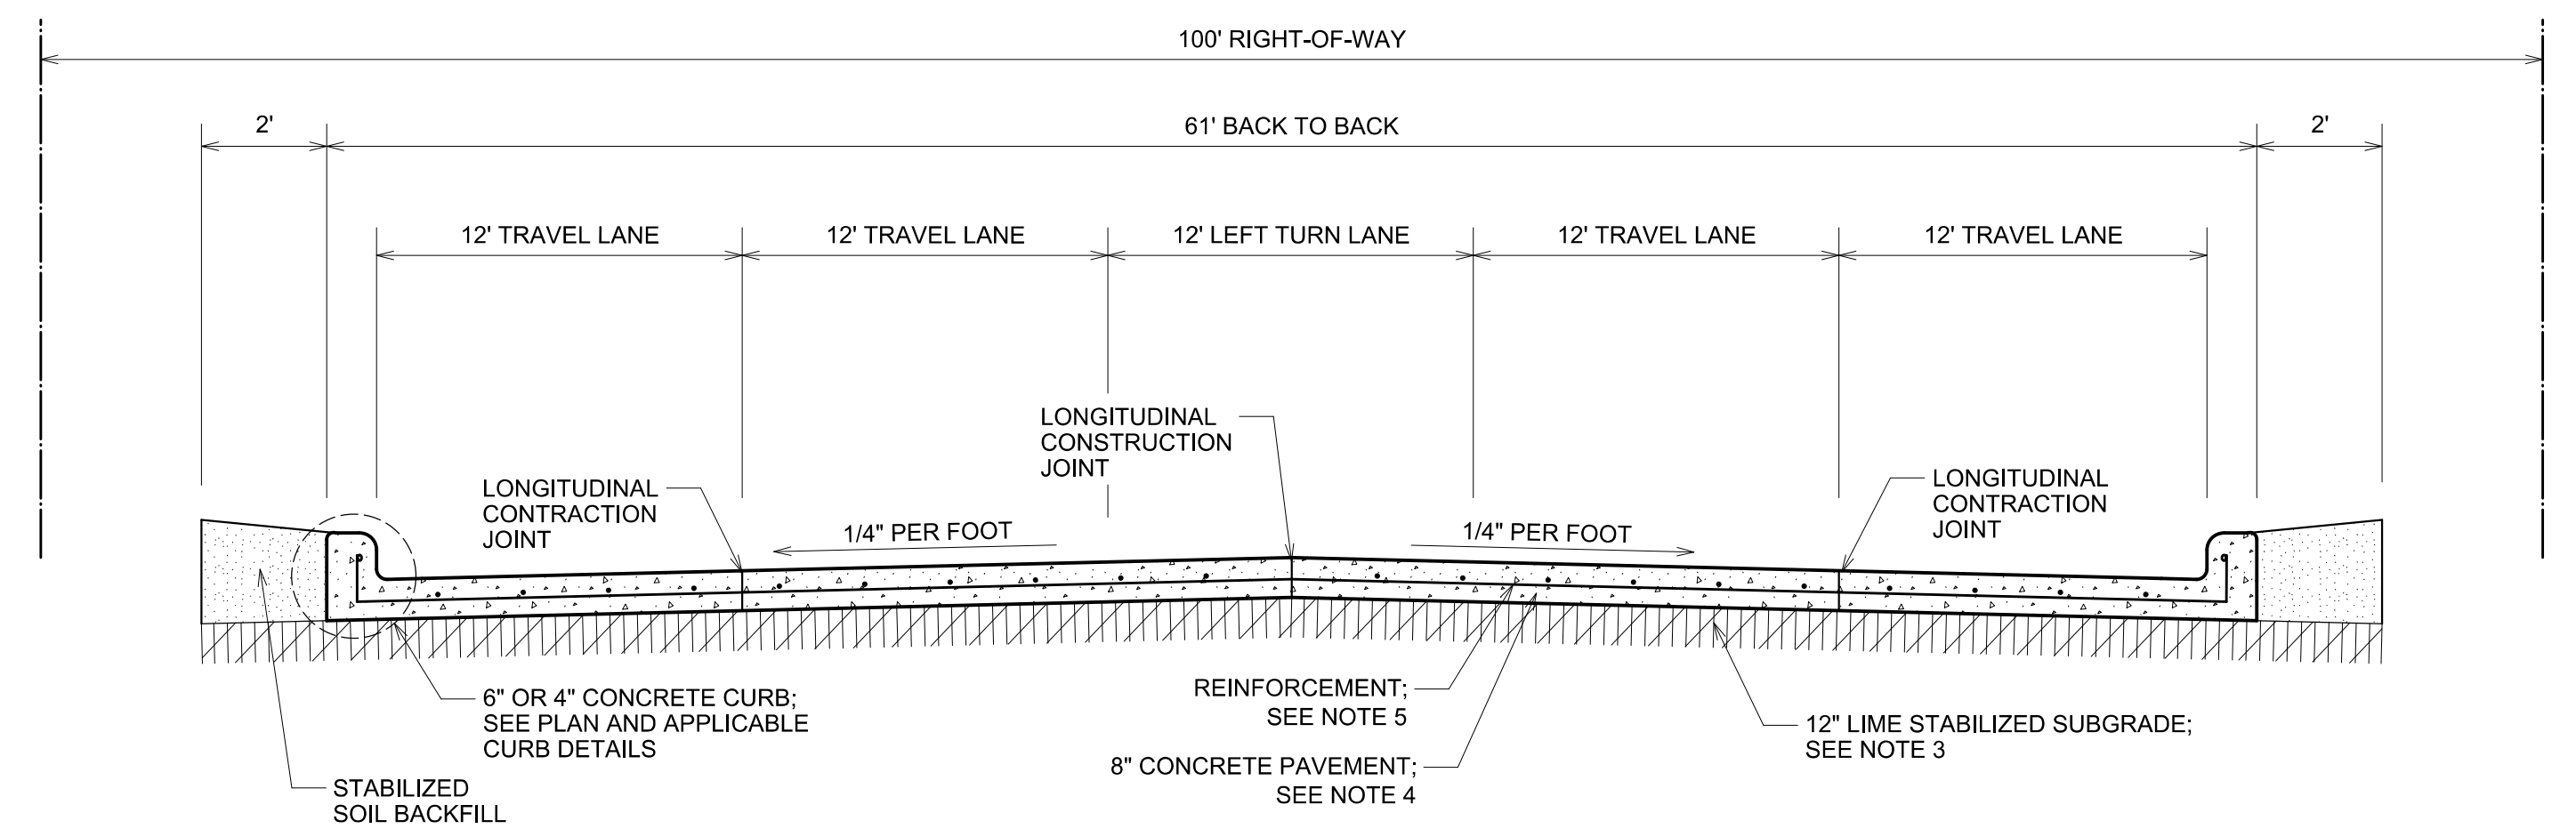 100' RIGHT-OF-WAY
2'
61' BACK TO BACK
2'
12' TRAVEL LANE
12' TRAVEL LANE
12' LEFT TURN LANE
12' TRAVEL LANE
12' TRAVEL LANE
LONGITUDINAL
CONSTRUCTION
JOINT
LONGITUDINAL
CONTRACTION
JOINT
1/4" PER FOOT
1/4" PER FOOT
LONGITUDINAL
CONTRACTION
JOINT
6" OR 4" CONCRETE CURB;
SEE PLAN AND APPLICABLE
CURB DETAILS
REINFORCEMENT;
SEE NOTE 5
12" LIME STABILIZED SUBGRADE;
SEE NOTE 3
8" CONCRETE PAVEMENT;
SEE NOTE 4
STABILIZED
SOIL BACKFILL